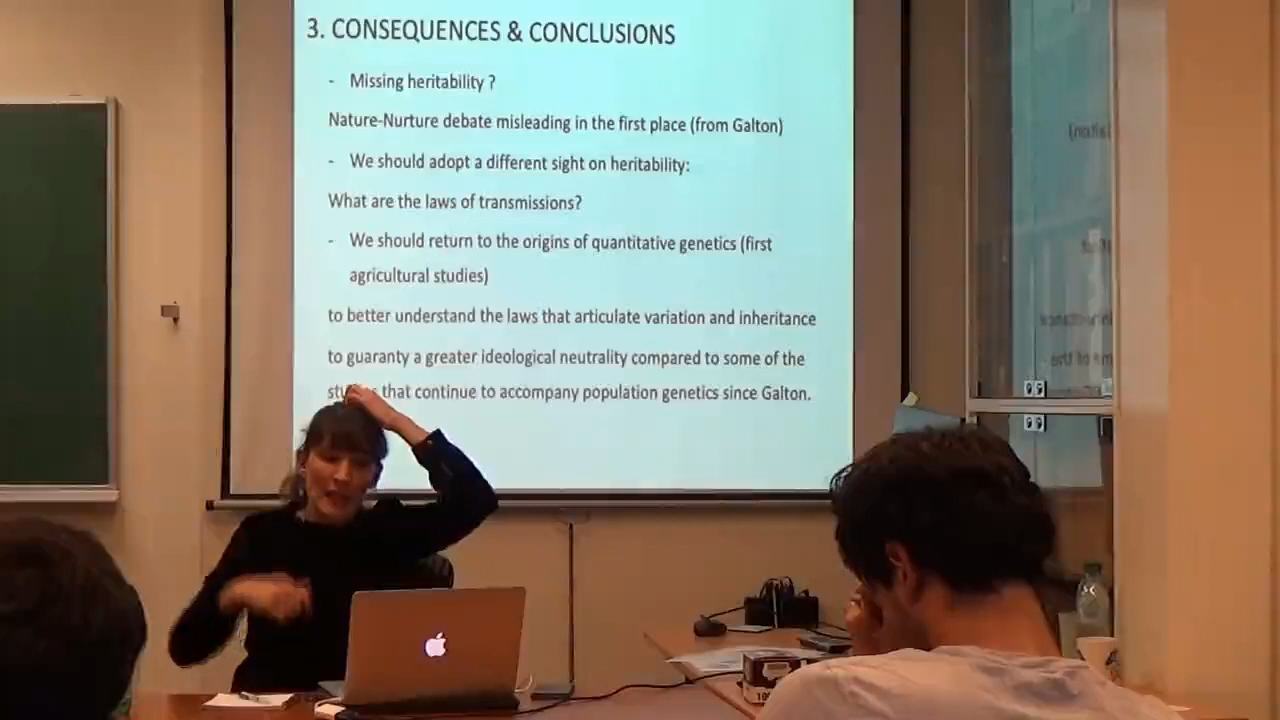 3. CONSEQUENCES & CONCLUSIONS
- Missing heritability ?
Nature-Nurture debate misleading in the first place (from Galton)
- We should adopt a different sight on heritability:
What are the laws of transmissions?
- We should return to the origins of quantitative genetics (first
agricultural studies)
to better understand the laws that articulate variation and inheritance
to guaranty a greater ideological neutrality compared to some of the
that continue to accompany population genetics since Galton.